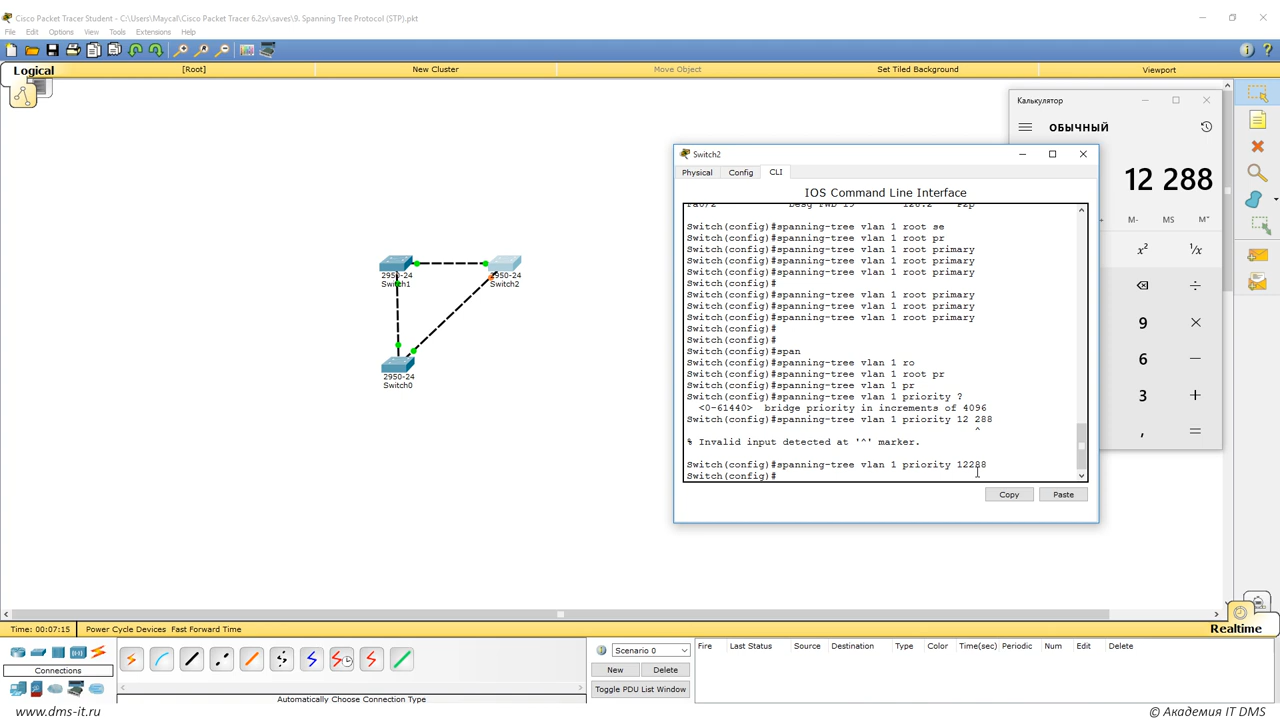 Cisco Packet Tracer Student - C:\Users\Maycal\Cisco Packet Tracer 6.2sv\saves\9. Spanning Tree Protocol (STP).pkt
File Edit Options View Tools Extensions Help
Logical [Root] New Cluster Move Object Set Tiled Background Viewport
Калькулятор
ОБЫЧНЫЙ
12 288
M- MS
x² ¹/x
÷
9 ×
6 −
3 +
, =
2950-24
Switch1
2950-24
Switch2
2950-24
Switch0
Switch2
Physical Config CLI
IOS Command Line Interface
Fa0/2 Desg FWD 19 128.2 P2p
Switch(config)#spanning-tree vlan 1 root se
Switch(config)#spanning-tree vlan 1 root pr
Switch(config)#spanning-tree vlan 1 root primary
Switch(config)#spanning-tree vlan 1 root primary
Switch(config)#spanning-tree vlan 1 root primary
Switch(config)#
Switch(config)#spanning-tree vlan 1 root primary
Switch(config)#spanning-tree vlan 1 root primary
Switch(config)#spanning-tree vlan 1 root primary
Switch(config)#
Switch(config)#
Switch(config)#span
Switch(config)#spanning-tree vlan 1 ro
Switch(config)#spanning-tree vlan 1 root pr
Switch(config)#spanning-tree vlan 1 pr
Switch(config)#spanning-tree vlan 1 priority ?
<0-61440> bridge priority in increments of 4096
Switch(config)#spanning-tree vlan 1 priority 12 288
^
% Invalid input detected at '^' marker.
Switch(config)#spanning-tree vlan 1 priority 12288
Switch(config)#
Copy Paste
Time: 00:07:15 Power Cycle Devices Fast Forward Time
Realtime
Connections
Automatically Choose Connection Type
Scenario 0
New Delete
Toggle PDU List Window
Fire Last Status Source Destination Type Color Time(sec) Periodic Num Edit Delete
www.dms-it.ru
© Академия IT DMS